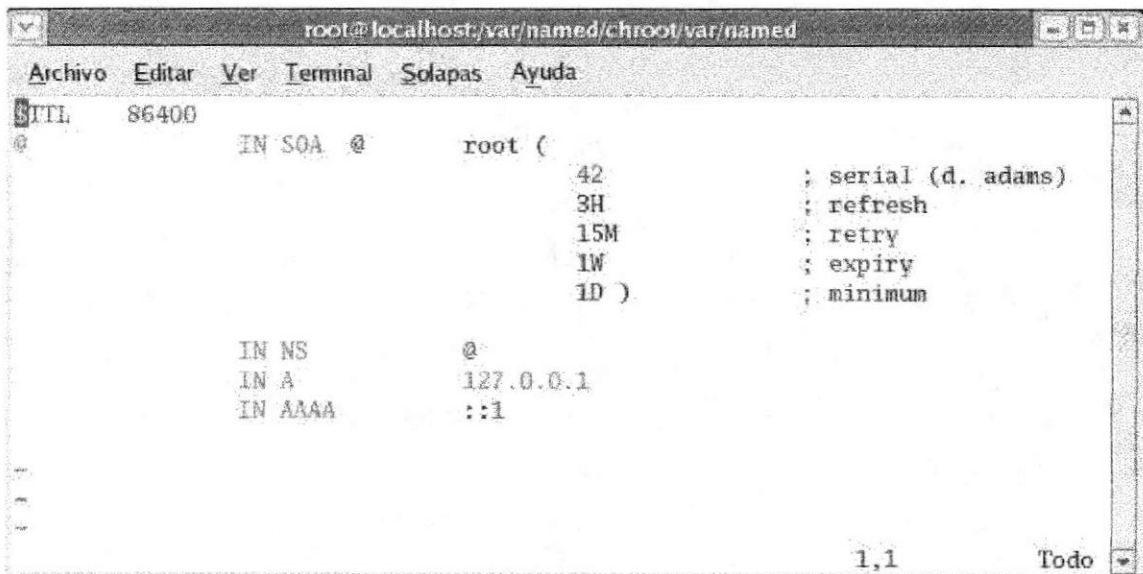 root@localhost:/var/named/chroot/var/named
Archivo Editar Ver Terminal Solapas Ayuda
$TTL 86400
@ IN SOA @ root (
42 ; serial (d. adams)
3H ; refresh
15M ; retry
1W ; expiry
1D ) ; minimum
IN NS @
IN A 127.0.0.1
IN AAAA ::1
~
~
~
1,1 Todo